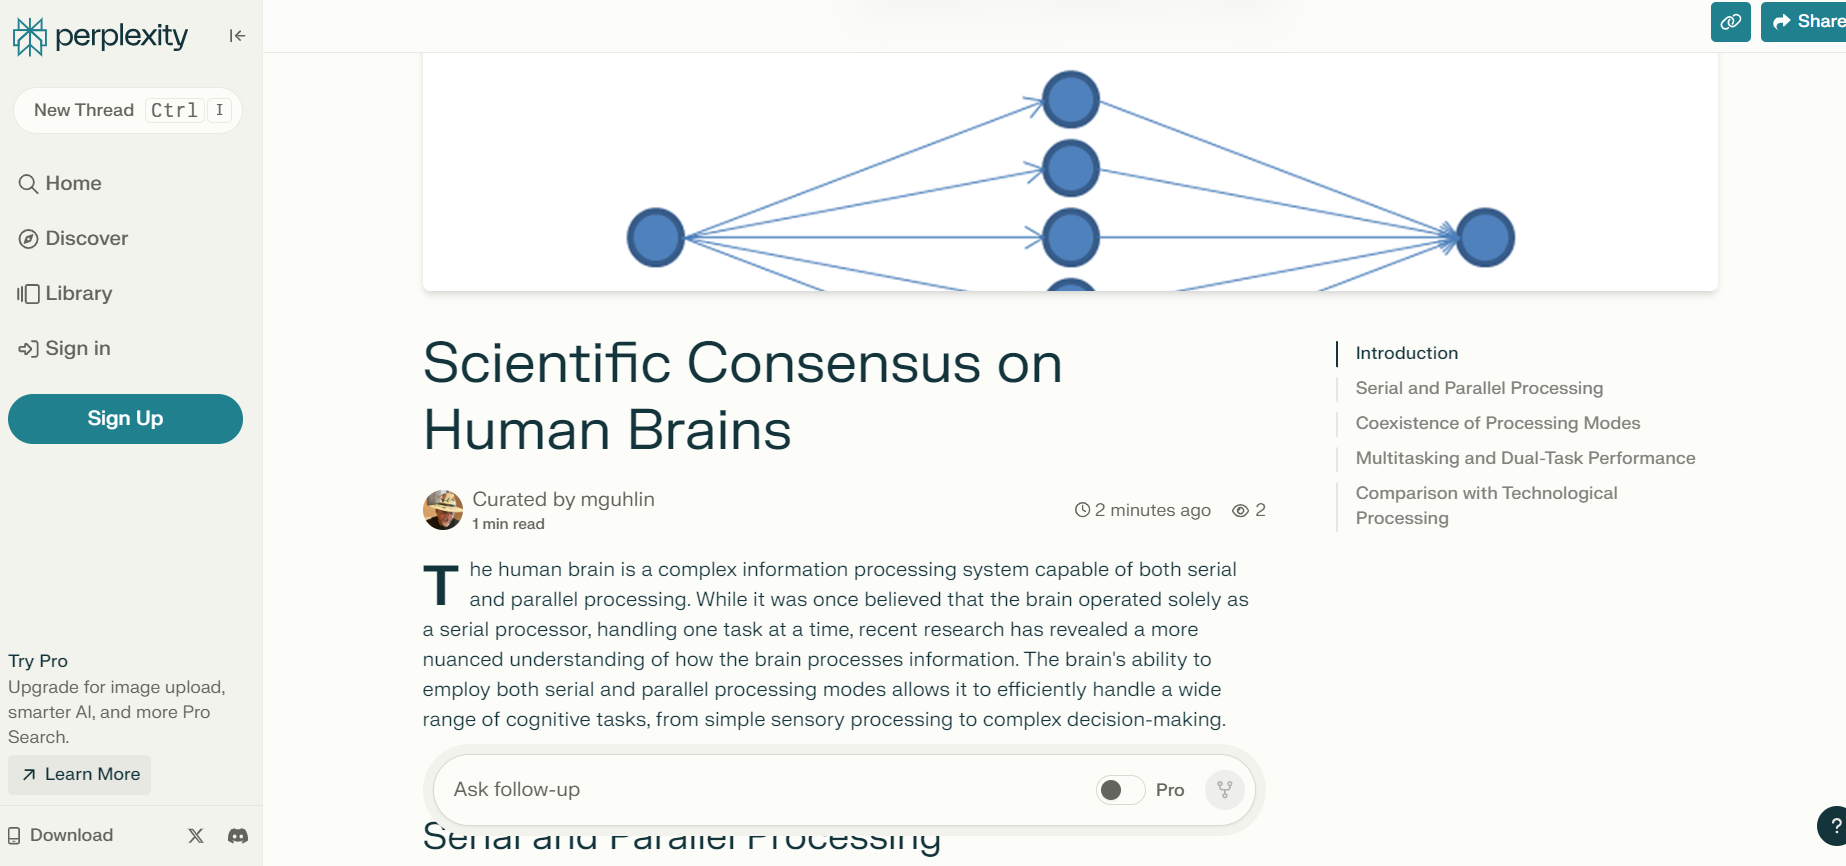 perplexity
New Thread Ctrl I
Home
Discover
Library
Sign in
Sign Up
Try Pro
Upgrade for image upload,
smarter AI, and more Pro
Search.
Learn More
Download
Share
Scientific Consensus on
Human Brains
Curated by mguhlin
1 min read
2 minutes ago 2
The human brain is a complex information processing system capable of both serial
and parallel processing. While it was once believed that the brain operated solely as
a serial processor, handling one task at a time, recent research has revealed a more
nuanced understanding of how the brain processes information. The brain's ability to
employ both serial and parallel processing modes allows it to efficiently handle a wide
range of cognitive tasks, from simple sensory processing to complex decision-making.
Ask follow-up Pro
Serial and Parallel Processing
Introduction
Serial and Parallel Processing
Coexistence of Processing Modes
Multitasking and Dual-Task Performance
Comparison with Technological
Processing
?